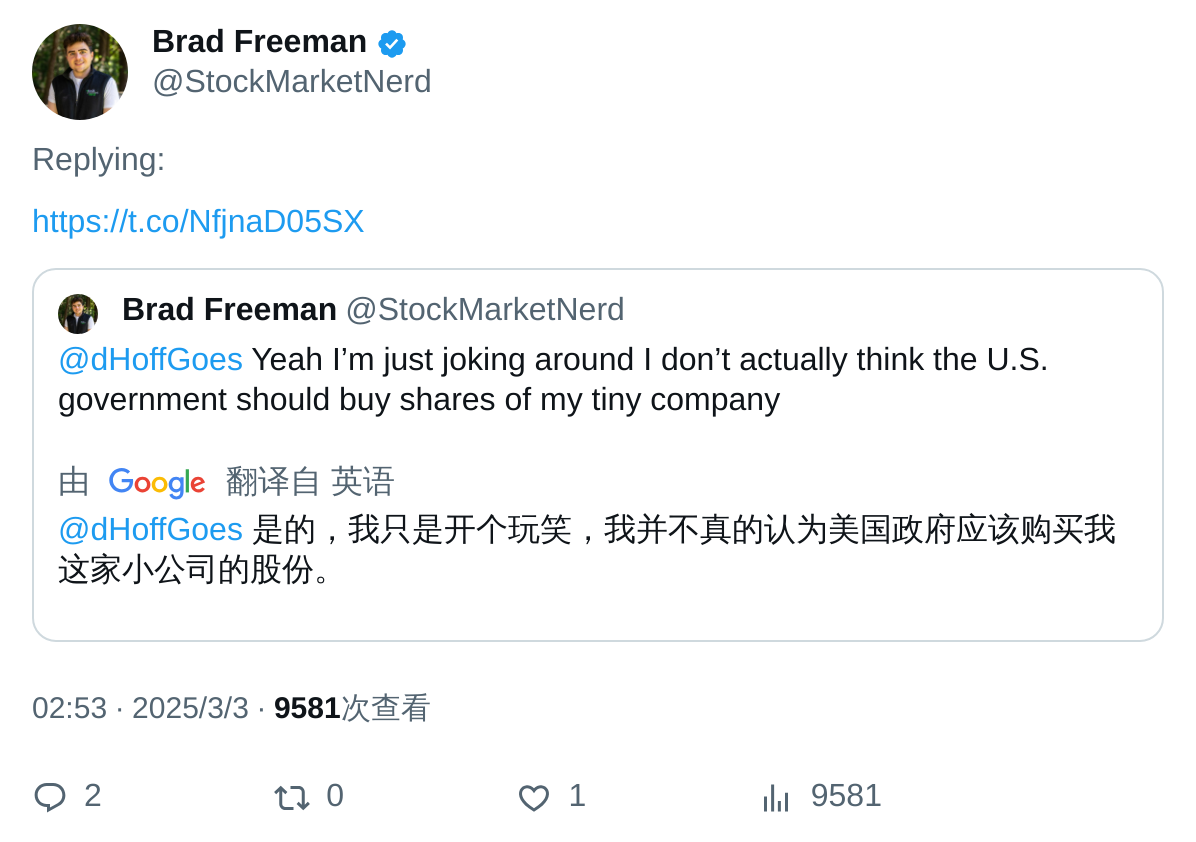 Brad Freeman
@StockMarketNerd
Replying:
https://t.co/NfjnaD05SX
Brad Freeman @StockMarketNerd
@dHoffGoes Yeah I’m just joking around I don’t actually think the U.S.
government should buy shares of my tiny company
由 Google 翻译自 英语
@dHoffGoes 是的，我只是开个玩笑，我并不真的认为美国政府应该购买我
这家小公司的股份。
02:53 · 2025/3/3 · 9581次查看
2 0 1 9581